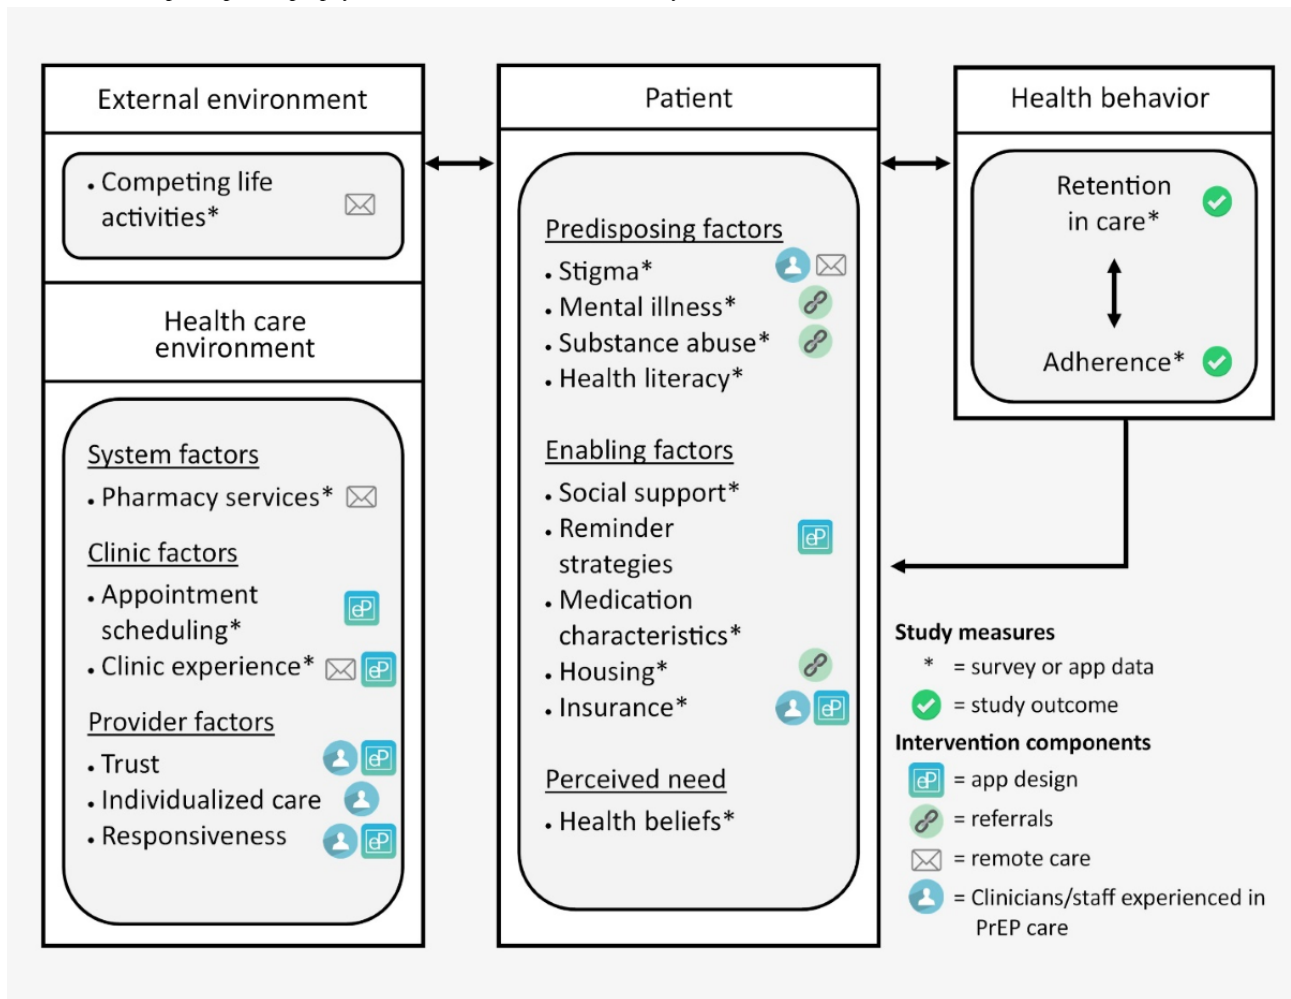 External environment
• Competing life
activities*
Health care
environment
System factors
• Pharmacy services*
Clinic factors
• Appointment
scheduling*
• Clinic experience*
Provider factors
• Trust
• Individualized care
• Responsiveness
Patient
Predisposing factors
• Stigma*
• Mental illness*
• Substance abuse*
• Health literacy*
Enabling factors
• Social support*
• Reminder
strategies
• Medication
characteristics*
• Housing*
• Insurance*
Perceived need
• Health beliefs*
Health behavior
Retention
in care*
Adherence*
Study measures
* = survey or app data
= study outcome
Intervention components
eP = app design
= referrals
= remote care
= Clinicians/staff experienced in
PrEP care